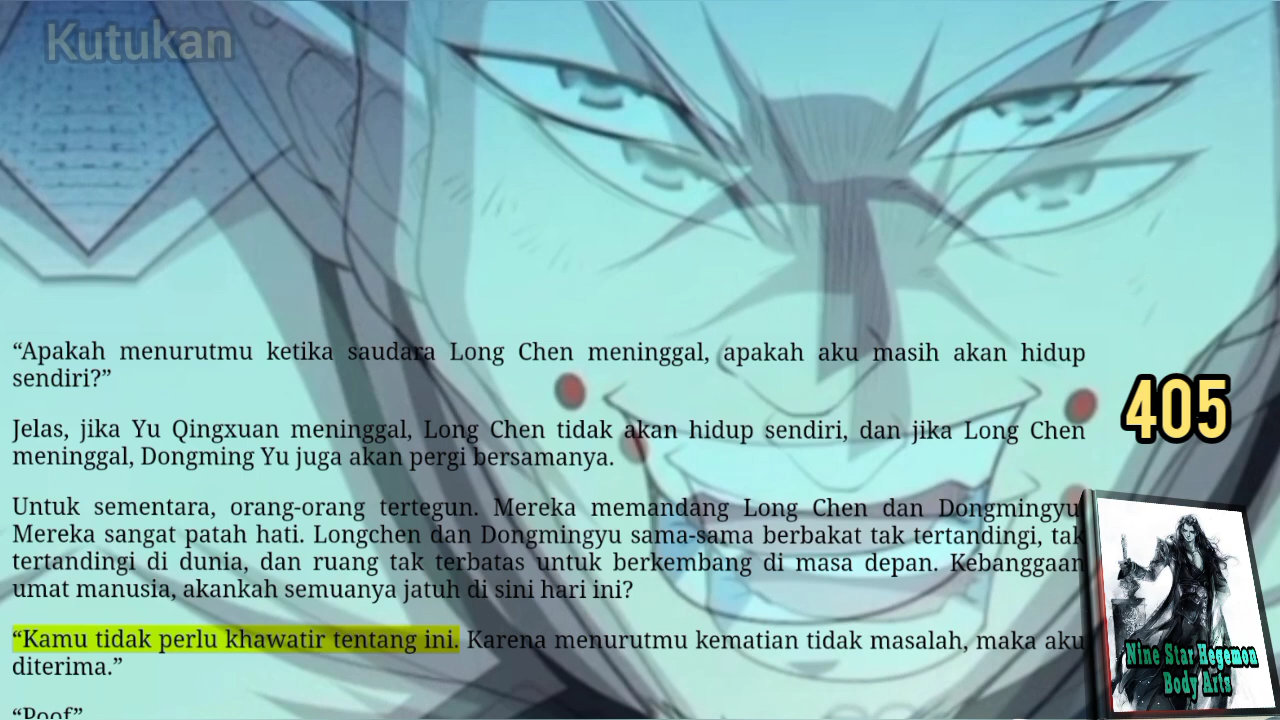 Kutukan
“Apakah menurutmu ketika saudara Long Chen meninggal, apakah aku masih akan hidup
sendiri?”
Jelas, jika Yu Qingxuan meninggal, Long Chen tidak akan hidup sendiri, dan jika Long Chen
meninggal, Dongming Yu juga akan pergi bersamanya.
Untuk sementara, orang-orang tertegun. Mereka memandang Long Chen dan Dongmingyu.
Mereka sangat patah hati. Longchen dan Dongmingyu sama-sama berbakat tak tertandingi, tak
tertandingi di dunia, dan ruang tak terbatas untuk berkembang di masa depan. Kebanggaan
umat manusia, akankah semuanya jatuh di sini hari ini?
“Kamu tidak perlu khawatir tentang ini. Karena menurutmu kematian tidak masalah, maka aku
diterima.”
“Poof”
405
Nine Star Hegemon
Body Arts